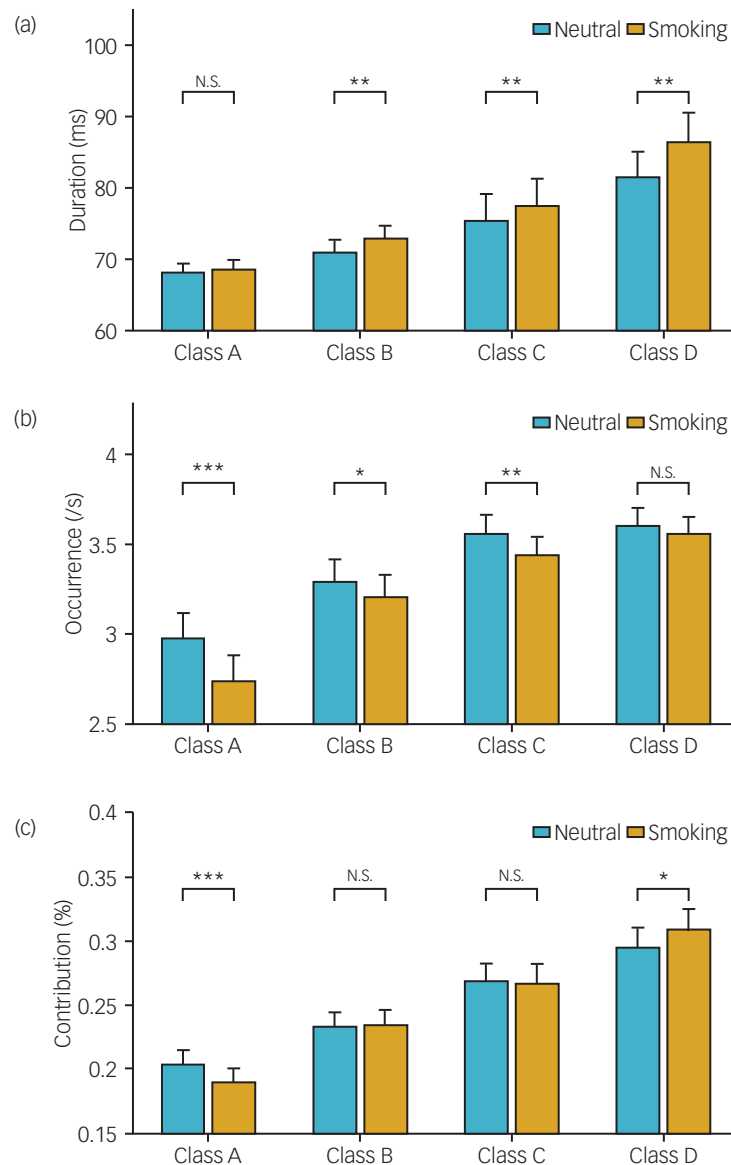 (a)
Neutral Smoking
Duration (ms)
100
90
80
70
60
N.S.
**
**
**
Class A Class B Class C Class D
(b)
Neutral Smoking
Occurrence (/s)
4
3.5
3
2.5
***
*
**
N.S.
Class A Class B Class C Class D
(c)
Neutral Smoking
Contribution (%)
0.4
0.35
0.3
0.25
0.2
0.15
***
N.S.
N.S.
*
Class A Class B Class C Class D